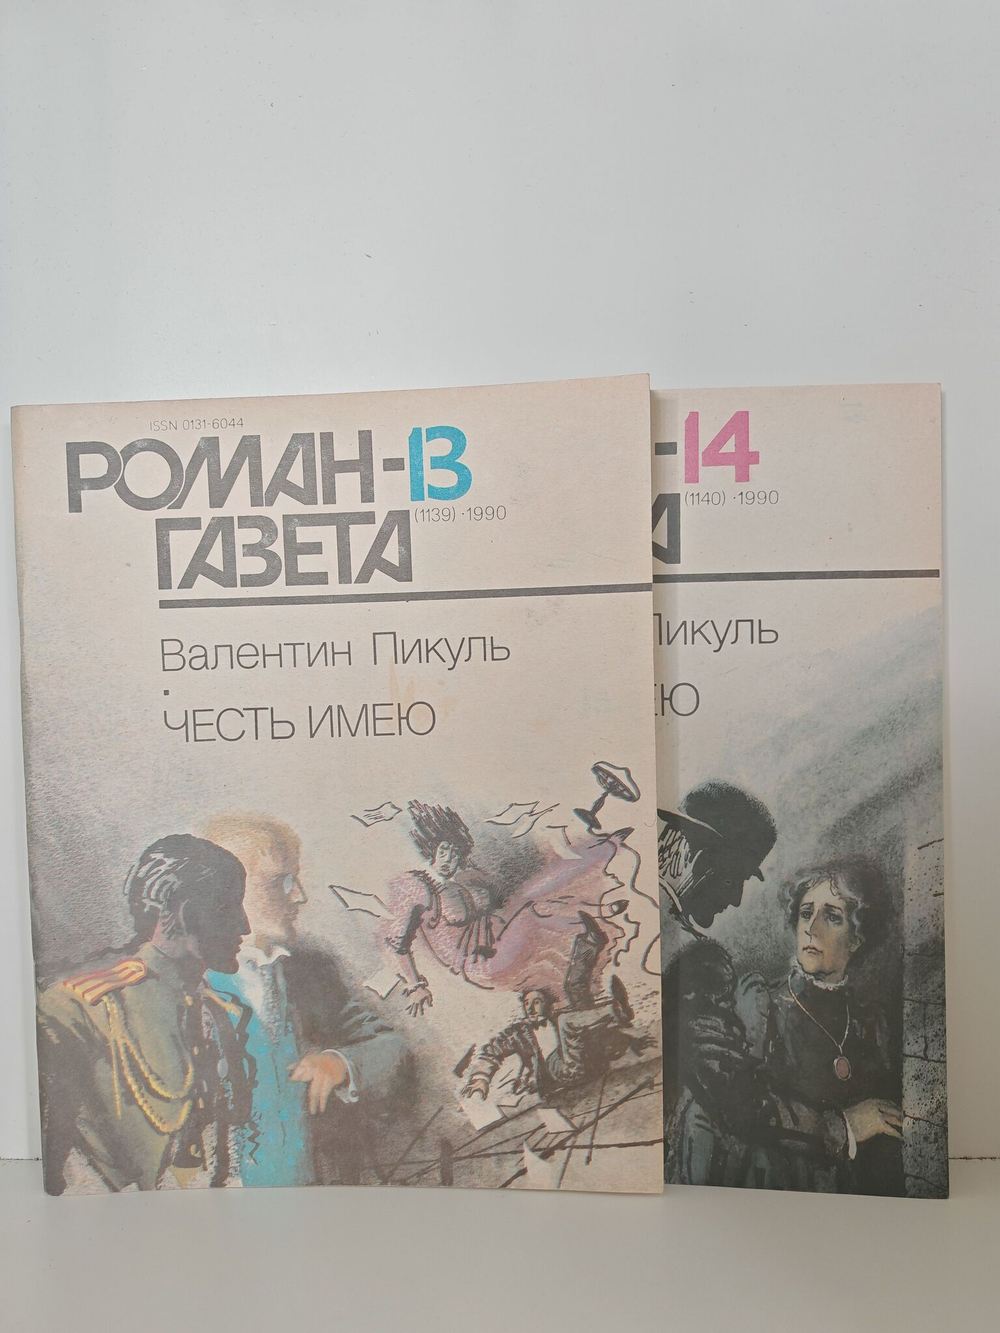 ISSN 0131-6044
РОМАН-13
ГАЗЕТА (1139)·1990
Валентин Пикуль
ЧЕСТЬ ИМЕЮ
-14
А (1140)·1990
Пикуль
ЕЮ